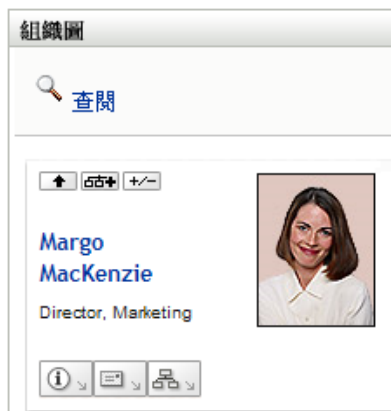 組織圖
查閱
Margo
MacKenzie
Director, Marketing